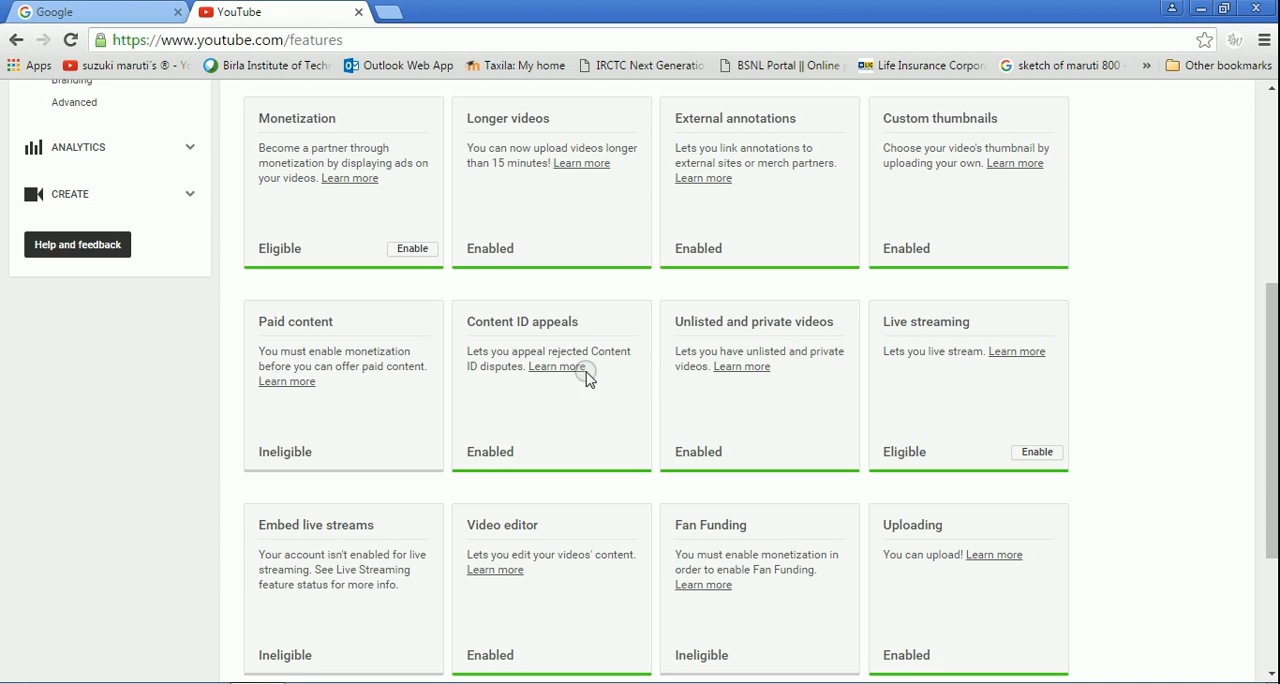 Google
YouTube
https://www.youtube.com/features
Apps
suzuki maruti's ® - Yo
Birla Institute of Tech
Outlook Web App
Taxila: My home
IRCTC Next Generatio
BSNL Portal || Online
Life Insurance Corpor
sketch of maruti 800 -
»
Other bookmarks
Branding
Advanced
ANALYTICS
CREATE
Help and feedback
Monetization
Become a partner through
monetization by displaying ads on
your videos. Learn more
Eligible
Enable
Longer videos
You can now upload videos longer
than 15 minutes! Learn more
Enabled
External annotations
Lets you link annotations to
external sites or merch partners.
Learn more
Enabled
Custom thumbnails
Choose your video's thumbnail by
uploading your own. Learn more
Enabled
Paid content
You must enable monetization
before you can offer paid content.
Learn more
Ineligible
Content ID appeals
Lets you appeal rejected Content
ID disputes. Learn more
Enabled
Unlisted and private videos
Lets you have unlisted and private
videos. Learn more
Enabled
Live streaming
Lets you live stream. Learn more
Eligible
Enable
Embed live streams
Your account isn't enabled for live
streaming. See Live Streaming
feature status for more info.
Ineligible
Video editor
Lets you edit your videos' content.
Learn more
Enabled
Fan Funding
You must enable monetization in
order to enable Fan Funding.
Learn more
Ineligible
Uploading
You can upload! Learn more
Enabled